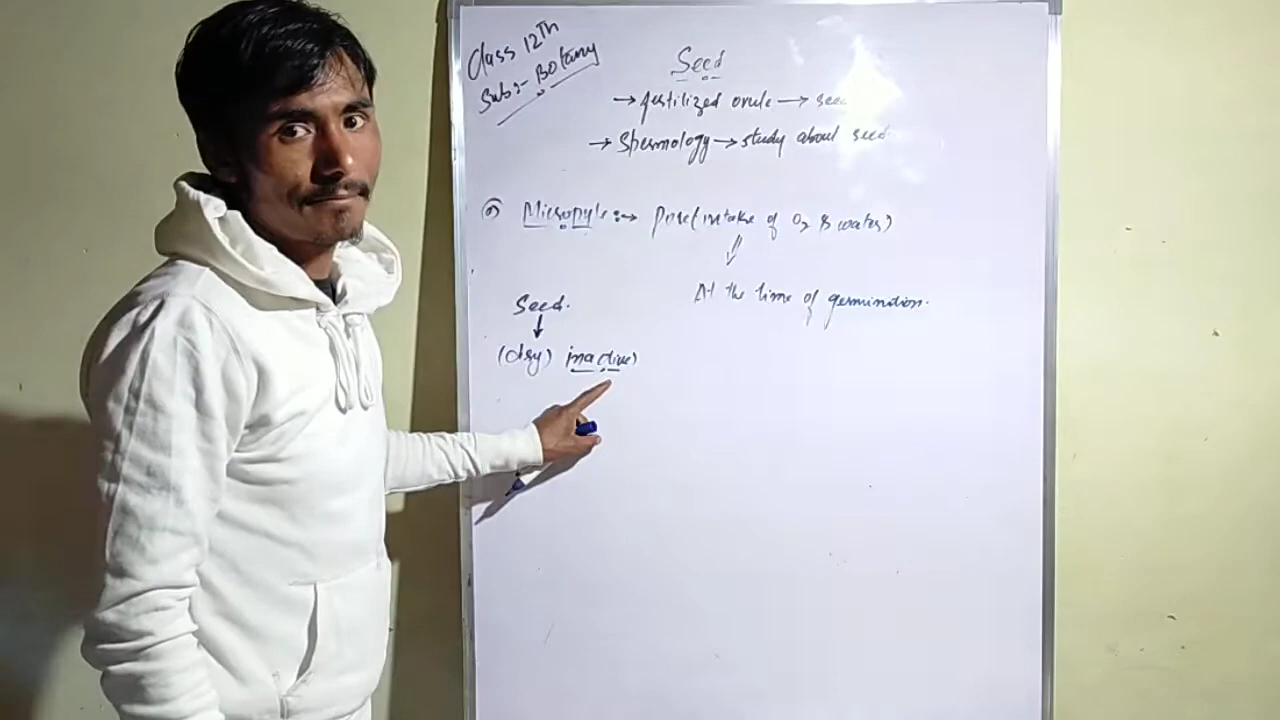 Class 12th
Sub:- Botany
Seed
→ fertilized ovule → seed
→ Spermology → study about seed.
Micropyle :→ Pore (intake of O2 & water)
At the time of germination.
Seed.
(dry) inactive)